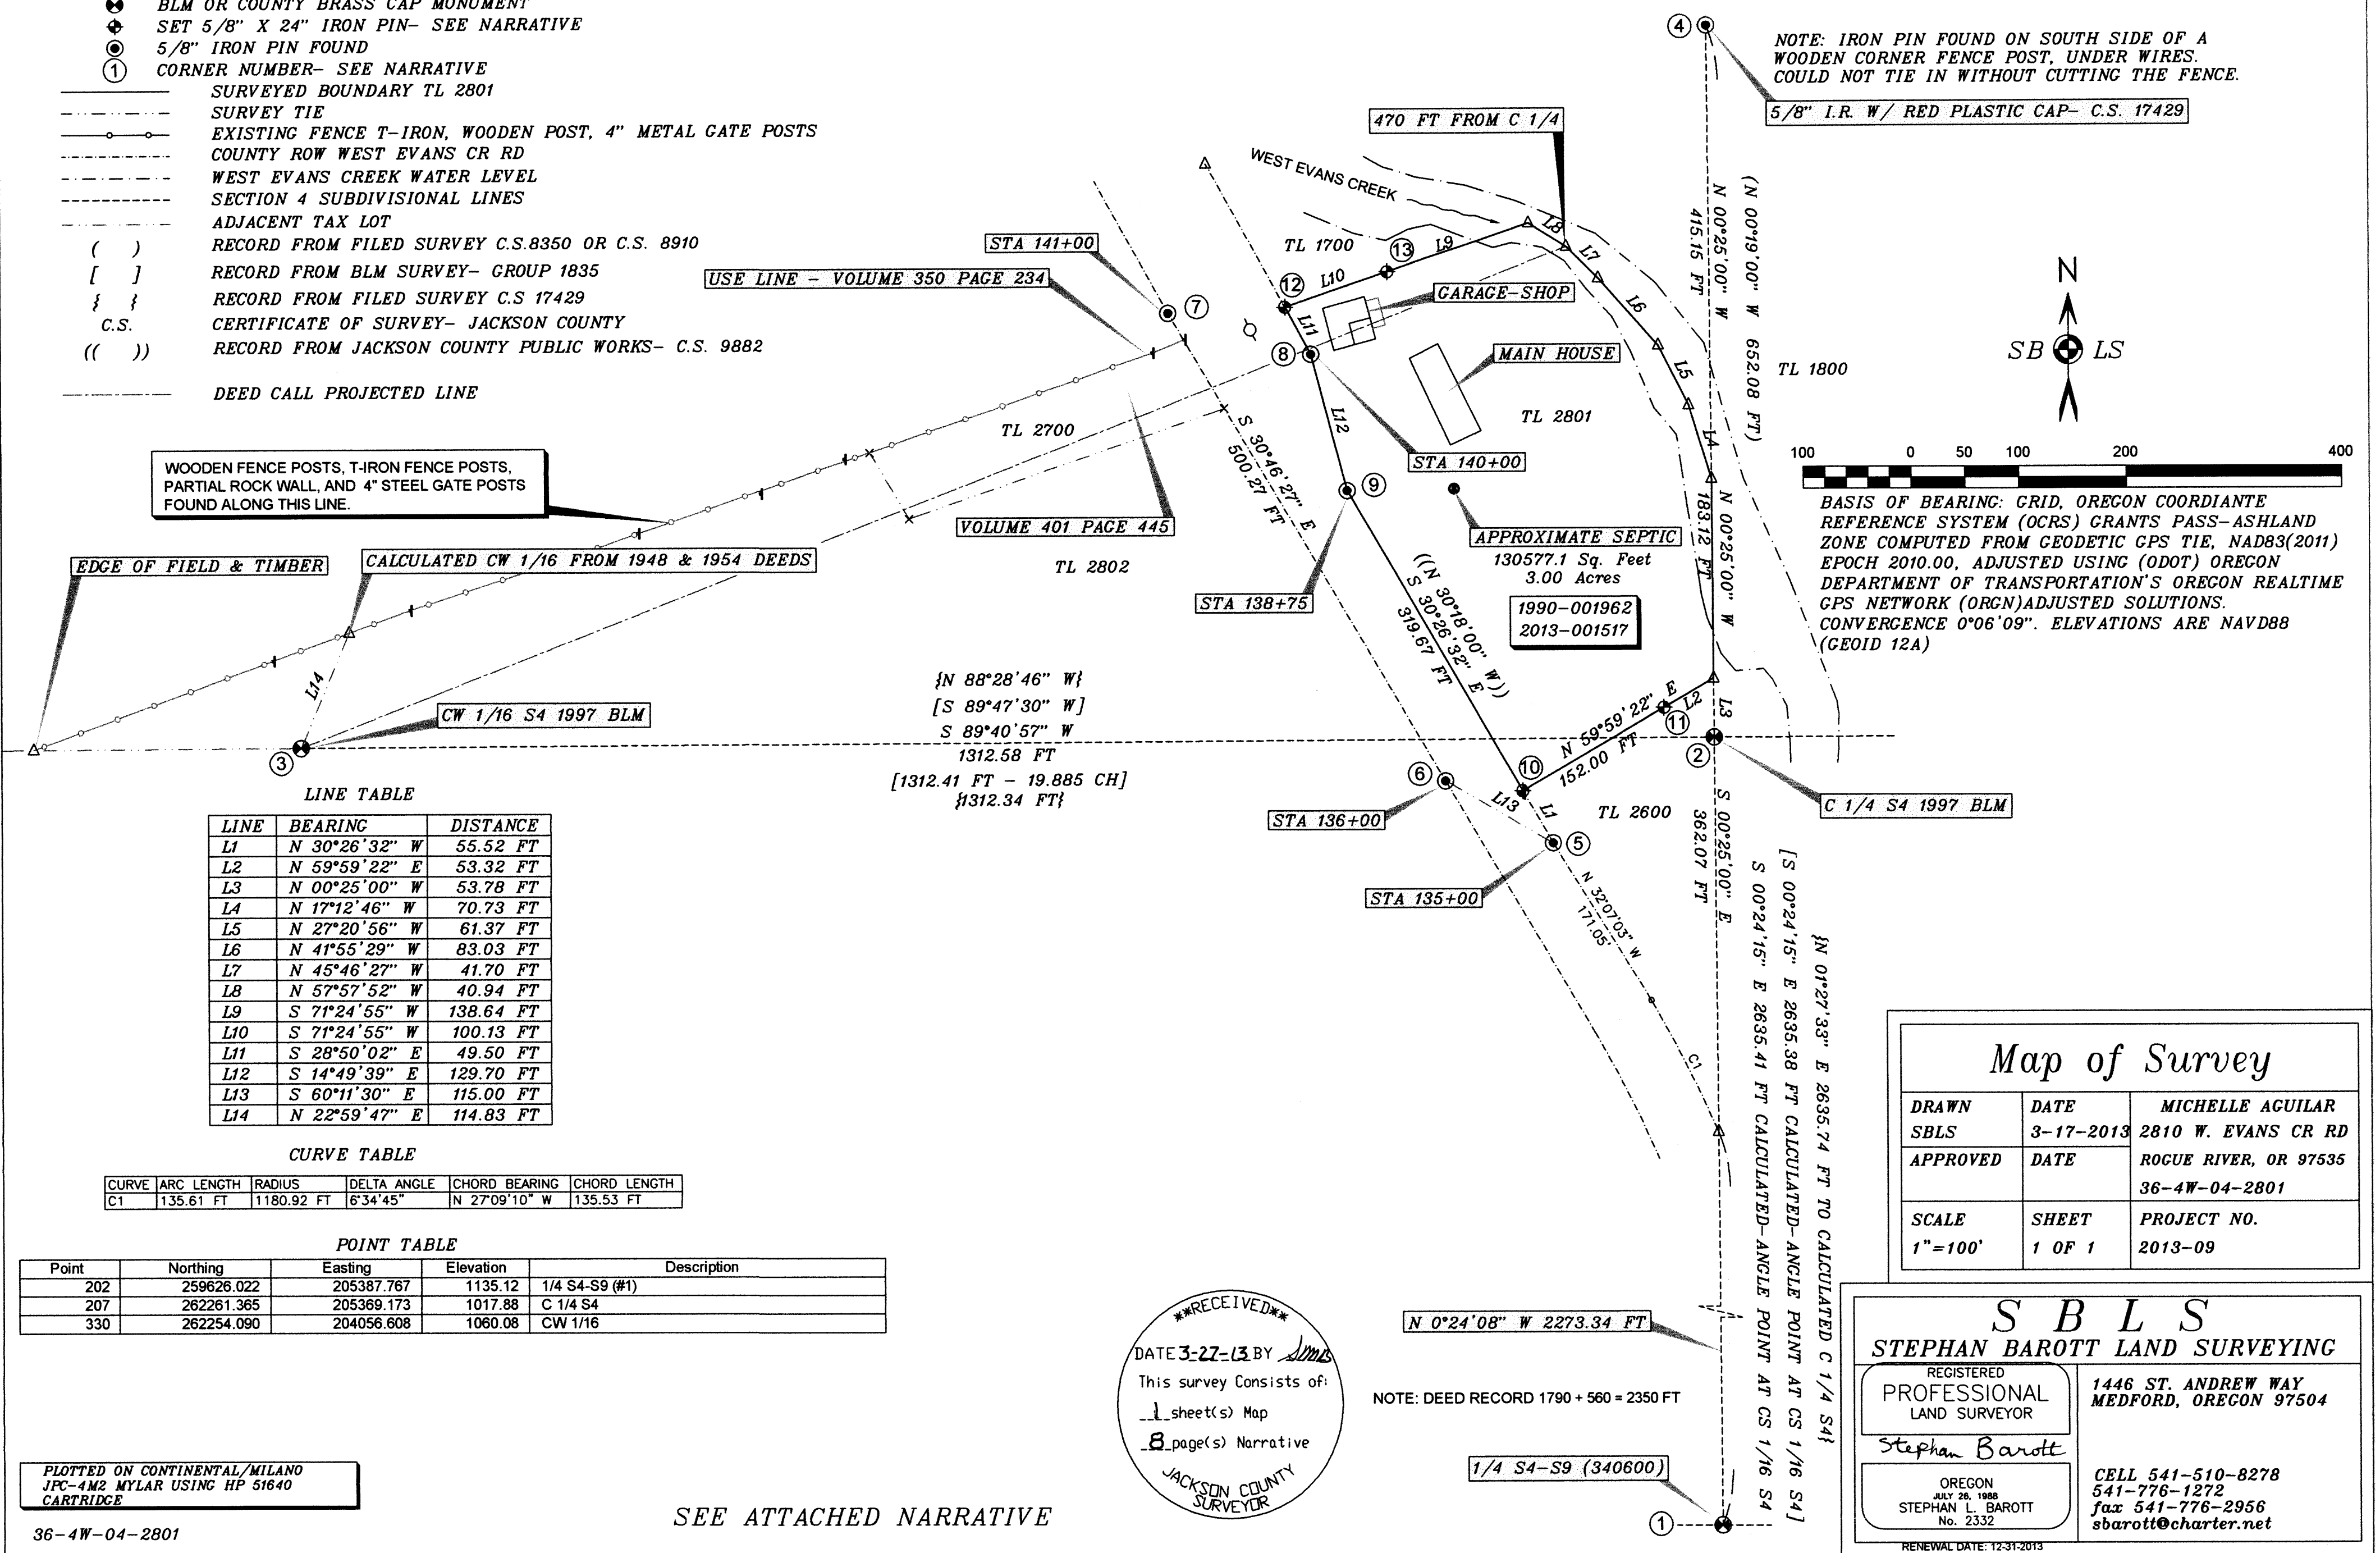 BLM OR COUNTY BRASS CAP MONUMENT
SET 5/8" X 24" IRON PIN- SEE NARRATIVE
5/8" IRON PIN FOUND
1 CORNER NUMBER- SEE NARRATIVE
SURVEYED BOUNDARY TL 2801
SURVEY TIE
EXISTING FENCE T-IRON, WOODEN POST, 4" METAL GATE POSTS
COUNTY ROW WEST EVANS CR RD
WEST EVANS CREEK WATER LEVEL
SECTION 4 SUBDIVISIONAL LINES
ADJACENT TAX LOT
( ) RECORD FROM FILED SURVEY C.S.8350 OR C.S. 8910
[ ] RECORD FROM BLM SURVEY- GROUP 1835
{ } RECORD FROM FILED SURVEY C.S 17429
C.S. CERTIFICATE OF SURVEY- JACKSON COUNTY
(( )) RECORD FROM JACKSON COUNTY PUBLIC WORKS- C.S. 9882
DEED CALL PROJECTED LINE
4
NOTE: IRON PIN FOUND ON SOUTH SIDE OF A
WOODEN CORNER FENCE POST, UNDER WIRES.
COULD NOT TIE IN WITHOUT CUTTING THE FENCE.
5/8" I.R. W/ RED PLASTIC CAP- C.S. 17429
470 FT FROM C 1/4
WEST EVANS CREEK
STA 141+00
USE LINE - VOLUME 350 PAGE 234
TL 1700
7
12
13
L8
L9
L10
L11
L7
L6
L5
L4
8
GARAGE-SHOP
MAIN HOUSE
TL 2801
L12
STA 140+00
9
N 00°25'00" W
415.15 FT
(N 00°19'00" W 652.08 FT)
TL 1800
N
SB LS
100 0 50 100 200 400
BASIS OF BEARING: GRID, OREGON COORDIANTE
REFERENCE SYSTEM (OCRS) GRANTS PASS-ASHLAND
ZONE COMPUTED FROM GEODETIC GPS TIE, NAD83(2011)
EPOCH 2010.00, ADJUSTED USING (ODOT) OREGON
DEPARTMENT OF TRANSPORTATION'S OREGON REALTIME
GPS NETWORK (ORGN)ADJUSTED SOLUTIONS.
CONVERGENCE 0°06'09". ELEVATIONS ARE NAVD88
(GEOID 12A)
TL 2700
WOODEN FENCE POSTS, T-IRON FENCE POSTS,
PARTIAL ROCK WALL, AND 4" STEEL GATE POSTS
FOUND ALONG THIS LINE.
S 30°46'27" E
500.27 FT
VOLUME 401 PAGE 445
EDGE OF FIELD & TIMBER
CALCULATED CW 1/16 FROM 1948 & 1954 DEEDS
TL 2802
APPROXIMATE SEPTIC
130577.1 Sq. Feet
3.00 Acres
1990-001962
2013-001517
STA 138+75
N 00°25'00" W
183.12 FT
((N 30°18'00" W))
S 30°26'32" E
319.67 FT
L14
CW 1/16 S4 1997 BLM
3
{N 88°28'46" W}
[S 89°47'30" W]
S 89°40'57" W
1312.58 FT
[1312.41 FT - 19.885 CH]
{1312.34 FT}
N 59°59'22" E
152.00 FT
L2
L3
11
2
10
6
L13
L1
5
TL 2600
C 1/4 S4 1997 BLM
STA 136+00
STA 135+00
N 32°07'03" W
171.05'
C1
S 00°25'00" E
362.07 FT
S 00°24'15" E 2635.41 FT CALCULATED-ANGLE POINT AT CS 1/16 S4
[S 00°24'15" E 2635.38 FT CALCULATED-ANGLE POINT AT CS 1/16 S4]
{N 01°27'33" E 2635.74 FT TO CALCULATED C 1/4 S4}
LINE TABLE
LINE BEARING DISTANCE
L1 N 30°26'32" W 55.52 FT
L2 N 59°59'22" E 53.32 FT
L3 N 00°25'00" W 53.78 FT
L4 N 17°12'46" W 70.73 FT
L5 N 27°20'56" W 61.37 FT
L6 N 41°55'29" W 83.03 FT
L7 N 45°46'27" W 41.70 FT
L8 N 57°57'52" W 40.94 FT
L9 S 71°24'55" W 138.64 FT
L10 S 71°24'55" W 100.13 FT
L11 S 28°50'02" E 49.50 FT
L12 S 14°49'39" E 129.70 FT
L13 S 60°11'30" E 115.00 FT
L14 N 22°59'47" E 114.83 FT
CURVE TABLE
CURVE ARC LENGTH RADIUS DELTA ANGLE CHORD BEARING CHORD LENGTH
C1 135.61 FT 1180.92 FT 6°34'45" N 27°09'10" W 135.53 FT
POINT TABLE
Point Northing Easting Elevation Description
202 259626.022 205387.767 1135.12 1/4 S4-S9 (#1)
207 262261.365 205369.173 1017.88 C 1/4 S4
330 262254.090 204056.608 1060.08 CW 1/16
Map of Survey
DRAWN DATE MICHELLE AGUILAR
SBLS 3-17-2013 2810 W. EVANS CR RD
APPROVED DATE ROGUE RIVER, OR 97535
36-4W-04-2801
SCALE SHEET PROJECT NO.
1"=100' 1 OF 1 2013-09
N 0°24'08" W 2273.34 FT
NOTE: DEED RECORD 1790 + 560 = 2350 FT
1/4 S4-S9 (340600)
1
**RECEIVED**
DATE 3-27-13 BY
This survey Consists of:
1 sheet(s) Map
8 page(s) Narrative
JACKSON COUNTY
SURVEYOR
S B L S
STEPHAN BAROTT LAND SURVEYING
REGISTERED
PROFESSIONAL
LAND SURVEYOR
Stephan Barott
OREGON
JULY 26, 1988
STEPHAN L. BAROTT
No. 2332
RENEWAL DATE: 12-31-2013
1446 ST. ANDREW WAY
MEDFORD, OREGON 97504
CELL 541-510-8278
541-776-1272
fax 541-776-2956
sbarott@charter.net
PLOTTED ON CONTINENTAL/MILANO
JPC-4M2 MYLAR USING HP 51640
CARTRIDGE
36-4W-04-2801
SEE ATTACHED NARRATIVE